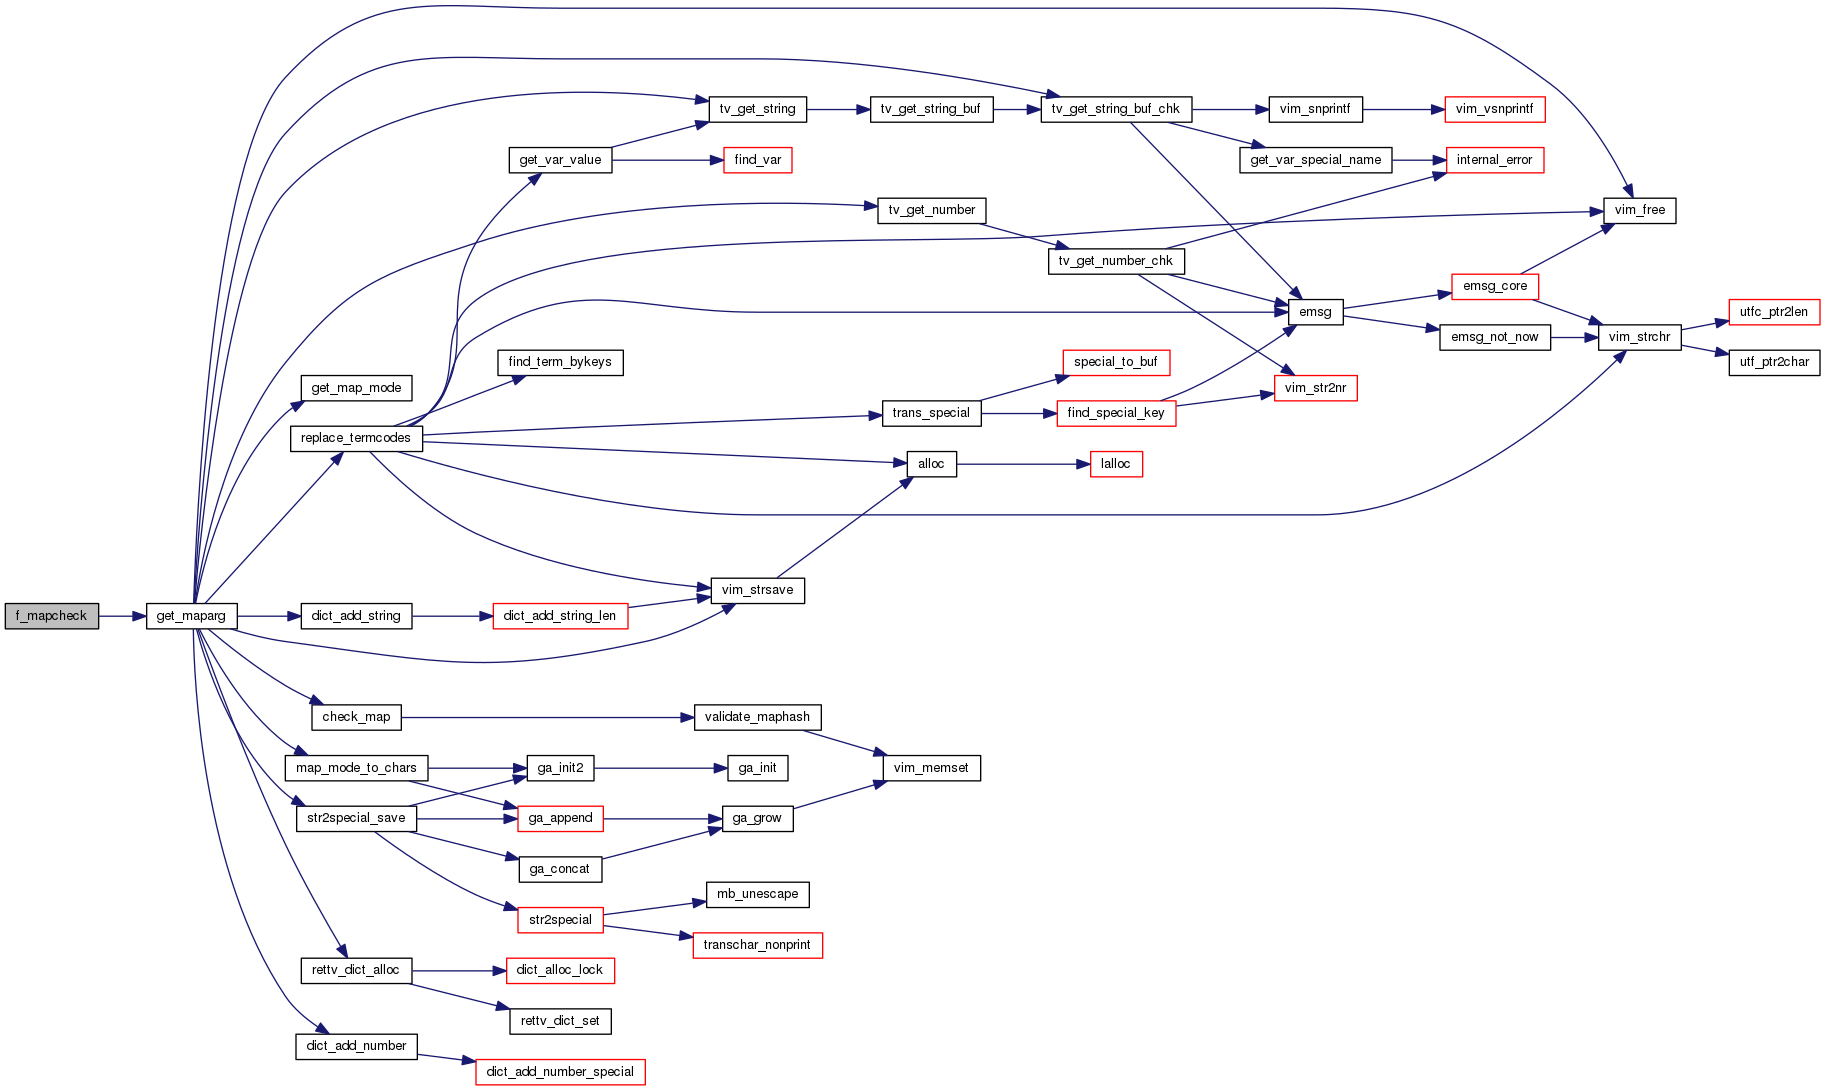 tv_get_string
tv_get_string_buf
tv_get_string_buf_chk
vim_snprintf
vim_vsnprintf
get_var_value
find_var
get_var_special_name
internal_error
tv_get_number
vim_free
tv_get_number_chk
emsg_core
emsg
utfc_ptr2len
emsg_not_now
vim_strchr
find_term_bykeys
special_to_buf
utf_ptr2char
get_map_mode
vim_str2nr
trans_special
find_special_key
replace_termcodes
alloc
lalloc
vim_strsave
f_mapcheck
get_maparg
dict_add_string
dict_add_string_len
check_map
validate_maphash
map_mode_to_chars
ga_init2
ga_init
vim_memset
str2special_save
ga_append
ga_grow
ga_concat
mb_unescape
str2special
transchar_nonprint
rettv_dict_alloc
dict_alloc_lock
rettv_dict_set
dict_add_number
dict_add_number_special